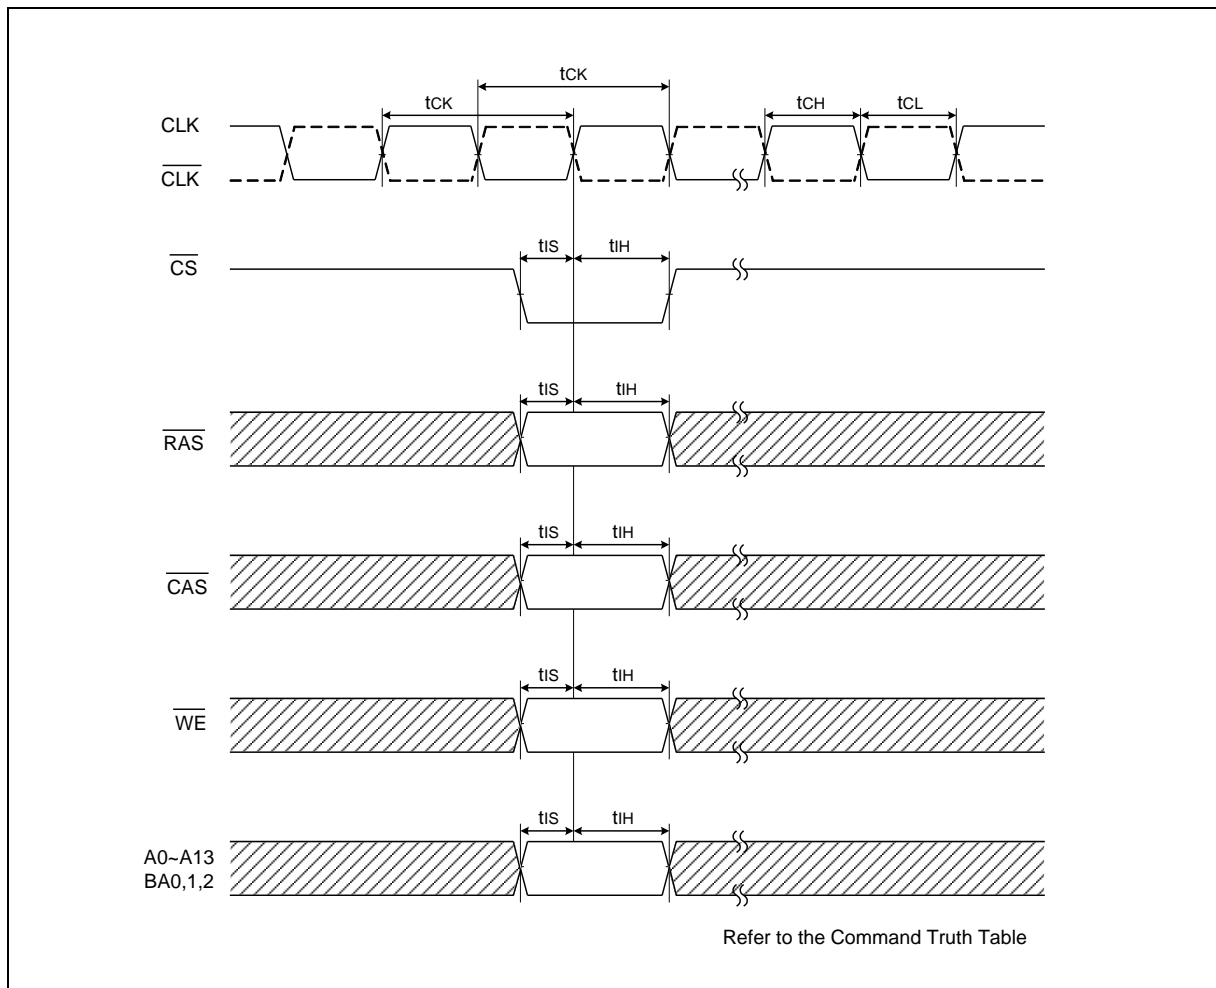 tCK
tCK
tCH
tCL
CLK
CLK
tIS
tIH
CS
tIS
tIH
RAS
tIS
tIH
CAS
tIS
tIH
WE
tIS
tIH
A0~A13
BA0,1,2
Refer to the Command Truth Table